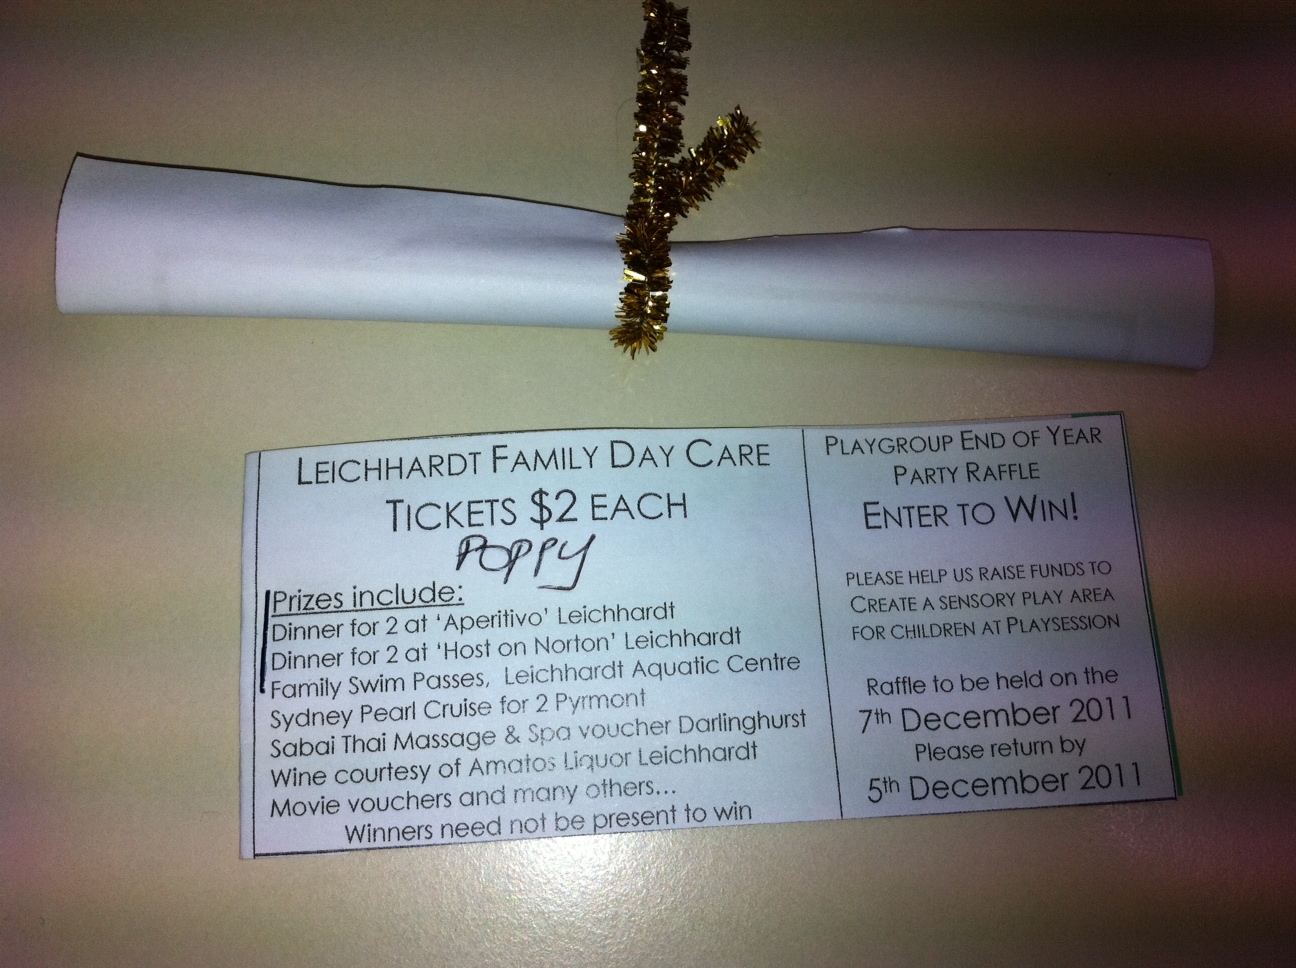 LEICHHARDT FAMILY DAY CARE
TICKETS $2 EACH
POPPY
Prizes include:
Dinner for 2 at ‘Aperitivo’ Leichhardt
Dinner for 2 at ‘Host on Norton’ Leichhardt
Family Swim Passes, Leichhardt Aquatic Centre
Sydney Pearl Cruise for 2 Pyrmont
Sabai Thai Massage & Spa voucher Darlinghurst
Wine courtesy of Amatos Liquor Leichhardt
Movie vouchers and many others...
Winners need not be present to win
PLAYGROUP END OF YEAR
PARTY RAFFLE
ENTER TO WIN!
PLEASE HELP US RAISE FUNDS TO
CREATE A SENSORY PLAY AREA
FOR CHILDREN AT PLAYSESSION
Raffle to be held on the
7th December 2011
Please return by
5th December 2011